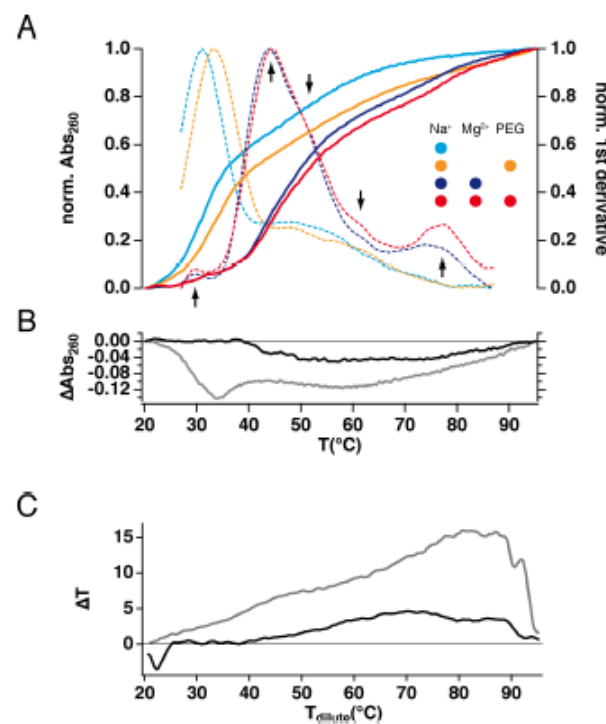 A
norm. Abs260
1.0
0.8
0.6
0.4
0.2
0.0
Na+ Mg2+ PEG
1.0
0.8
0.6
0.4
0.2
0.0
norm. 1st derivative
B
ΔAbs260
0.00
-0.04
-0.08
-0.12
20 30 40 50 60 70 80 90
T(°C)
C
ΔT
15
10
5
0
20 30 40 50 60 70 80 90
Tdilute(°C)